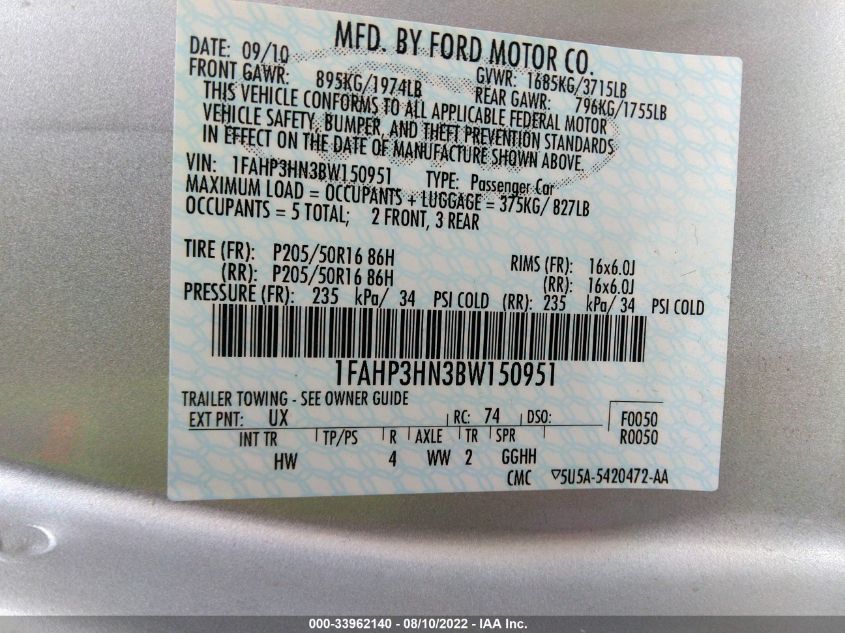 MFD. BY FORD MOTOR CO.
DATE: 09/10 GVWR: 1685KG/3715LB
FRONT GAWR: 895KG/1974LB REAR GAWR: 796KG/1755LB
THIS VEHICLE CONFORMS TO ALL APPLICABLE FEDERAL MOTOR
VEHICLE SAFETY, BUMPER, AND THEFT PREVENTION STANDARDS
IN EFFECT ON THE DATE OF MANUFACTURE SHOWN ABOVE.
VIN: 1FAHP3HN3BW150951 TYPE: Passenger Car
MAXIMUM LOAD = OCCUPANTS + LUGGAGE = 375KG/ 827LB
OCCUPANTS = 5 TOTAL; 2 FRONT, 3 REAR
TIRE (FR): P205/50R16 86H RIMS (FR): 16x6.0J
(RR): P205/50R16 86H (RR): 16x6.0J
PRESSURE (FR): 235 kPa/ 34 PSI COLD (RR): 235 kPa/ 34 PSI COLD
1FAHP3HN3BW150951
TRAILER TOWING - SEE OWNER GUIDE
EXT PNT: UX RC: 74 DSO: F0050
INT TR TP/PS R AXLE TR SPR R0050
HW 4 WW 2 GGHH
CMC ▽5U5A-5420472-AA
000-33962140 - 08/10/2022 - IAA Inc.